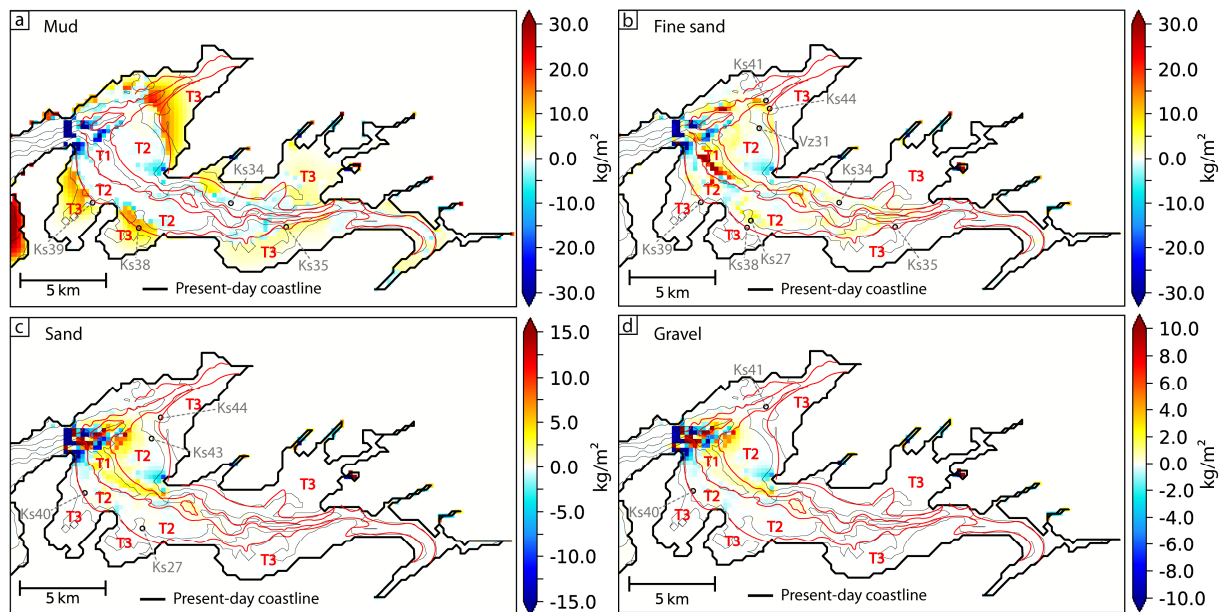 a Mud
T3
T2
T1
Ks34
T3
T2
T2
T3
T3
T3
Ks39
Ks38
Ks35
5 km
Present-day coastline
30.0
20.0
10.0
0.0
-10.0
-20.0
-30.0
kg/m²
b Fine sand
Ks41
T3
Ks44
Vz31
T2
T1
Ks34
T3
T2
T3
T2
T3
T3
Ks39
Ks38
Ks27
Ks35
5 km
Present-day coastline
30.0
20.0
10.0
0.0
-10.0
-20.0
-30.0
kg/m²
c Sand
T3
Ks44
Ks43
T2
T1
T3
T2
Ks40
T3
T2
T3
T3
Ks27
5 km
Present-day coastline
15.0
10.0
5.0
0.0
-5.0
-10.0
-15.0
kg/m²
d Gravel
Ks41
T3
T2
T1
T3
T2
Ks40
T3
T2
T3
T3
5 km
Present-day coastline
10.0
8.0
6.0
4.0
2.0
0.0
-2.0
-4.0
-6.0
-8.0
-10.0
kg/m²